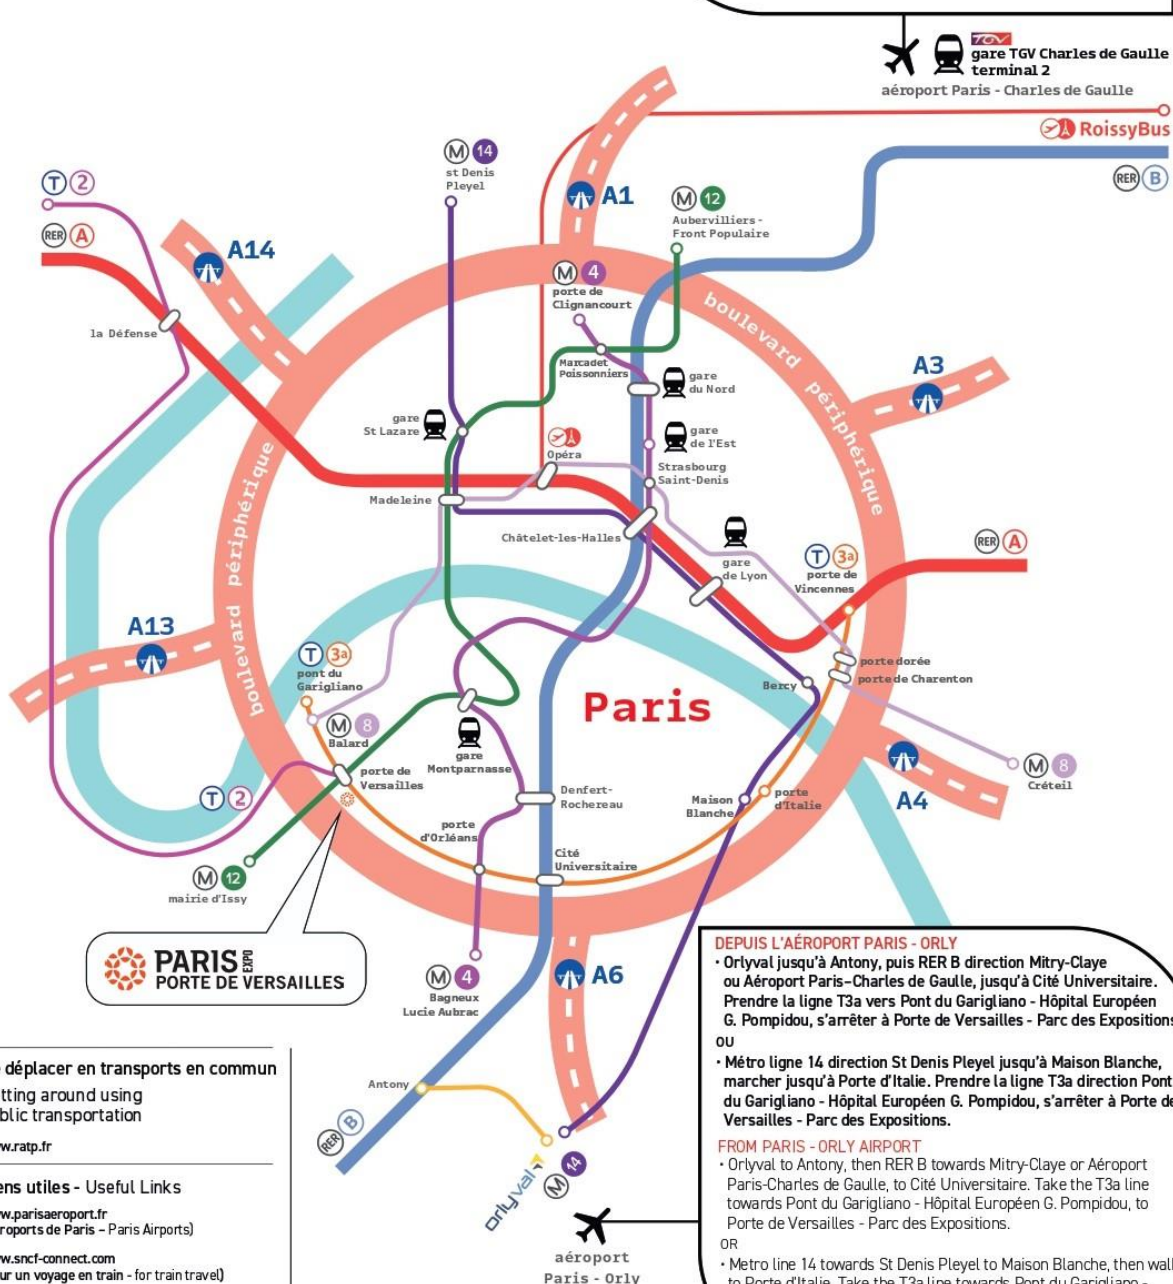 TGV
gare TGV Charles de Gaulle
terminal 2
aéroport Paris - Charles de Gaulle
RoissyBus
RER B
M 14
st Denis
Pleyel
T 2
RER A
A1
M 12
Aubervilliers -
Front Populaire
A14
M 4
porte de
Clignancourt
boulevard périphérique
la Défense
Marcadet
Poissonniers
gare
du Nord
A3
gare
St Lazare
gare
de l'Est
Opéra
Strasbourg
Saint-Denis
boulevard périphérique
Madeleine
Châtelet-les-Halles
gare
de Lyon
T 3a
porte de
Vincennes
RER A
A13
T 3a
pont du
Garigliano
porte dorée
porte de Charenton
Bercy
Paris
M 8
Balard
gare
Montparnasse
porte de
Versailles
M 8
Créteil
A4
T 2
Denfert-
Rochereau
Maison
Blanche
porte
d'Italie
porte
d'Orléans
Cité
Universitaire
M 12
mairie d'Issy
PARIS EXPO
PORTE DE VERSAILLES
M 4
Bagneux
Lucie Aubrac
A6
DEPUIS L'AÉROPORT PARIS - ORLY
• Orlyval jusqu'à Antony, puis RER B direction Mitry-Claye
ou Aéroport Paris–Charles de Gaulle, jusqu'à Cité Universitaire.
Prendre la ligne T3a vers Pont du Garigliano - Hôpital Européen
G. Pompidou, s'arrêter à Porte de Versailles - Parc des Expositions
OU
• Métro ligne 14 direction St Denis Pleyel jusqu'à Maison Blanche,
marcher jusqu'à Porte d'Italie. Prendre la ligne T3a direction Pont
du Garigliano - Hôpital Européen G. Pompidou, s'arrêter à Porte de
Versailles - Parc des Expositions.
FROM PARIS - ORLY AIRPORT
• Orlyval to Antony, then RER B towards Mitry-Claye or Aéroport
Paris-Charles de Gaulle, to Cité Universitaire. Take the T3a line
towards Pont du Garigliano - Hôpital Européen G. Pompidou, to
Porte de Versailles - Parc des Expositions.
OR
• Metro line 14 towards St Denis Pleyel to Maison Blanche, then wal
to Porte d'Italie. Take the T3a line towards Pont du Garigliano -
Antony
RER B
orlyval
M 14
aéroport
Paris - Orly
déplacer en transports en commun
tting around using
blic transportation
w.ratp.fr
ens utiles - Useful Links
w.parisaeroport.fr
roports de Paris – Paris Airports)
w.sncf-connect.com
ur un voyage en train - for train travel)